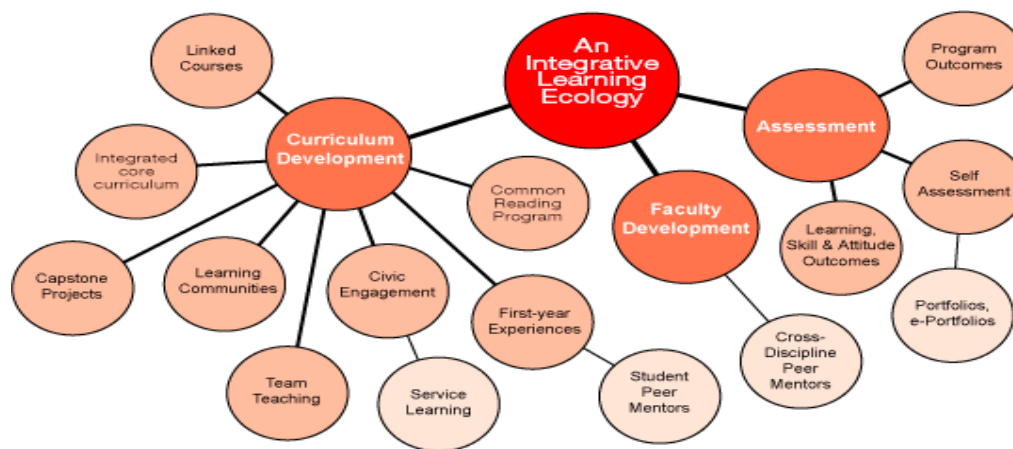 An
Integrative
Learning
Ecology
Linked
Courses
Program
Outcomes
Curriculum
Development
Assessment
Integrated
core
curriculum
Common
Reading
Program
Self
Assessment
Faculty
Development
Learning,
Skill & Attitude
Outcomes
Capstone
Projects
Learning
Communities
Civic
Engagement
First-year
Experiences
Portfolios,
e-Portfolios
Cross-
Discipline
Peer
Mentors
Team
Teaching
Service
Learning
Student
Peer
Mentors